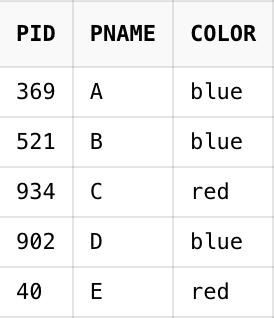 PID PNAME COLOR
369 A blue
521 B blue
934 C red
902 D blue
40 E red